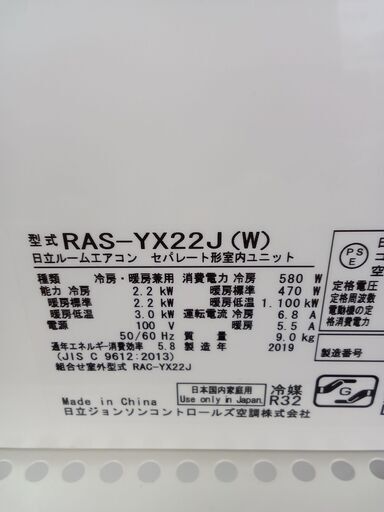 型式 RAS-YX22J(W)
日立ルームエアコン セパレート形室内ユニット
種類 冷房・暖房兼用 消費電力 冷房 580 W
能力 冷房 2.2 kW 暖房標準 470 W
暖房標準 2.2 kW 暖房低温 1.100 kW
暖房低温 3.0 kW 運転電流 冷房 6.8 A
電源 100 V 暖房 5.5 A
50/60 Hz 質量 9.0kg
通年エネルギー消費効率 5.8 製造年 2019
(JIS C 9612:2013)
組合せ室外型式 RAC-YX22J
Made in China
日本国内家庭用
Use only in Japan.
冷媒
R32
日立ジョンソンコントロールズ空調株式会社
P S
E
定格電圧
定格周波数
電動機の定
格消費電力
製造番号
G